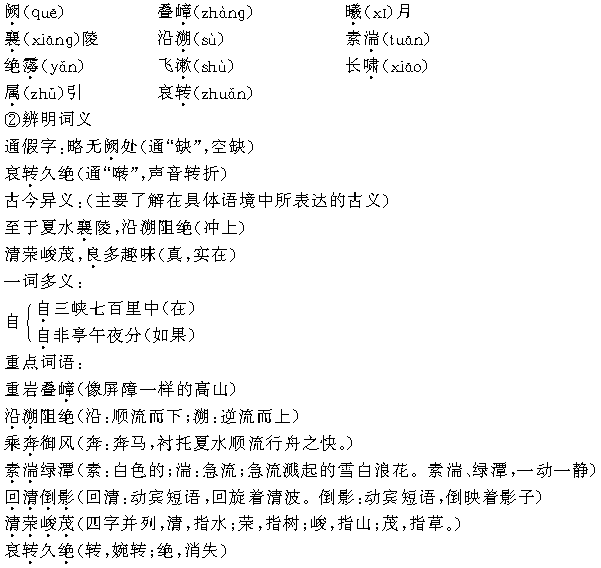 阙(quē) 叠嶂(zhàng) 曦(xī)月
襄(xiāng)陵 沿溯(sù) 素湍(tuān)
绝巘(yǎn) 飞漱(shù) 长啸(xiào)
属(zhǔ)引 哀转(zhuǎn)
②辨明词义
通假字:略无阙处(通“缺”,空缺)
哀转久绝(通“啭”,声音转折)
古今异义:(主要了解在具体语境中所表达的古义)
至于夏水襄陵,沿溯阻绝(冲上)
清荣峻茂,良多趣味(真,实在)
一词多义:
自{自三峡七百里中(在)
自非亭午夜分(如果)
重点词语:
重岩叠嶂(像屏障一样的高山)
沿溯阻绝(沿:顺流而下;溯:逆流而上)
乘奔御风(奔:奔马,衬托夏水顺流行舟之快。)
素湍绿潭(素:白色的;湍:急流;急流溅起的雪白浪花。素湍、绿潭,一动一静)
回清倒影(回清:动宾短语,回旋着清波。倒影:动宾短语,倒映着影子)
清荣峻茂(四字并列,清,指水;荣,指树;峻,指山;茂,指草。)
哀转久绝(转,婉转;绝,消失)